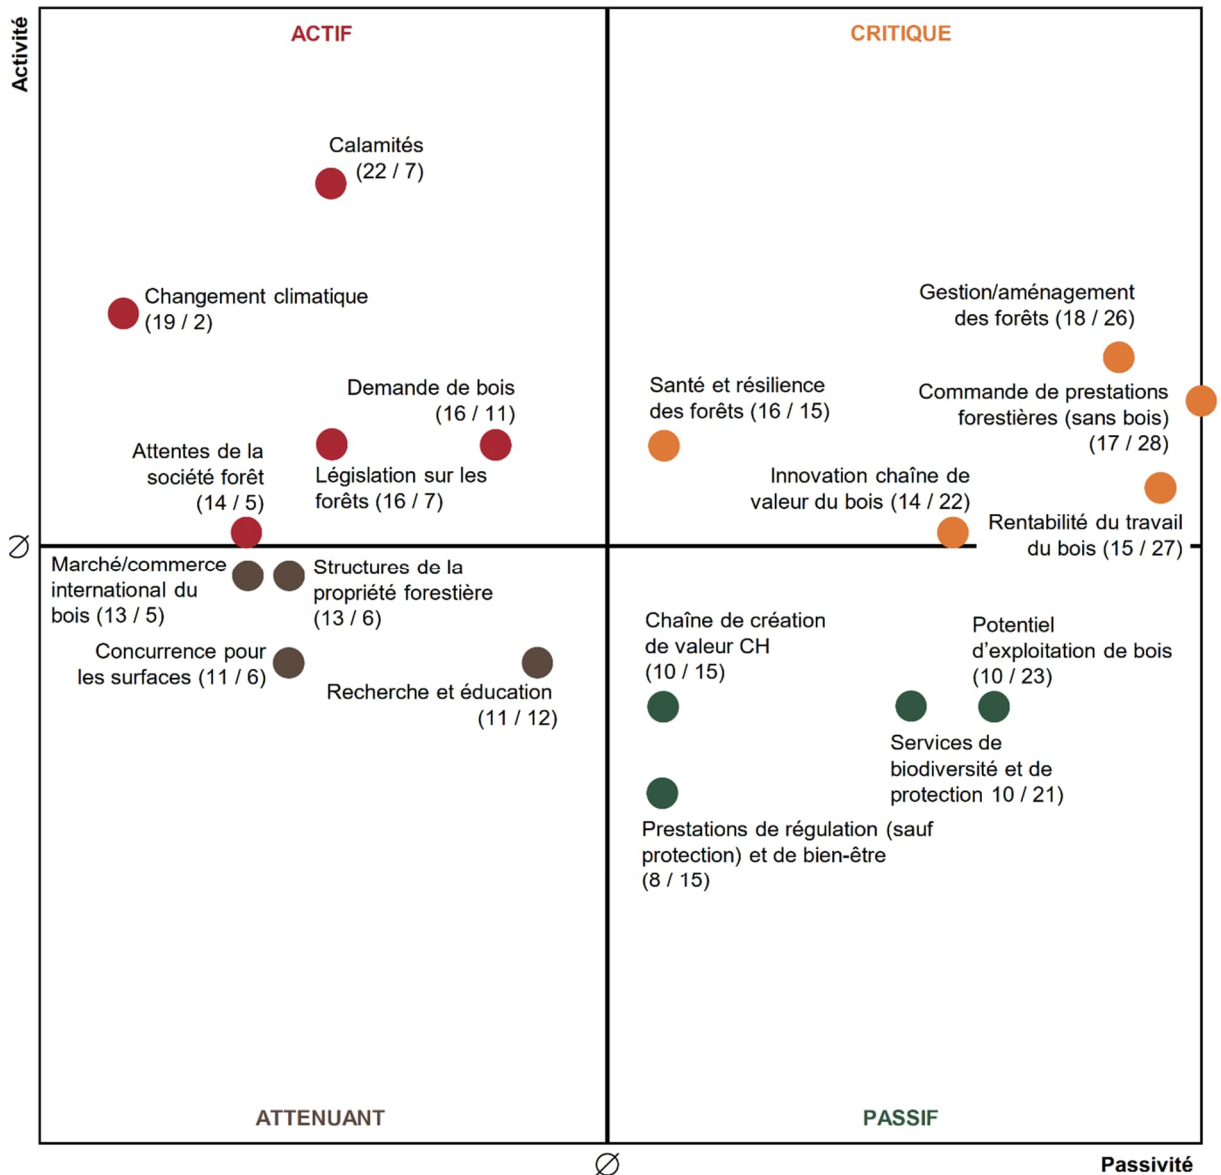 Activité
ACTIF
CRITIQUE
Calamités
(22 / 7)
Changement climatique
(19 / 2)
Demande de bois
(16 / 11)
Attentes de la
société forêt
(14 / 5)
Législation sur les
forêts (16 / 7)
Gestion/aménagement
des forêts (18 / 26)
Santé et résilience
des forêts (16 / 15)
Commande de prestations
forestières (sans bois)
(17 / 28)
Innovation chaîne de
valeur du bois (14 / 22)
Rentabilité du travail
du bois (15 / 27)
∅
Marché/commerce
international du
bois (13 / 5)
Structures de la
propriété forestière
(13 / 6)
Concurrence pour
les surfaces (11 / 6)
Recherche et éducation
(11 / 12)
Chaîne de création
de valeur CH
(10 / 15)
Potentiel
d’exploitation de bois
(10 / 23)
Services de
biodiversité et de
protection 10 / 21)
Prestations de régulation (sauf
protection) et de bien-être
(8 / 15)
ATTENUANT
PASSIF
∅
Passivité